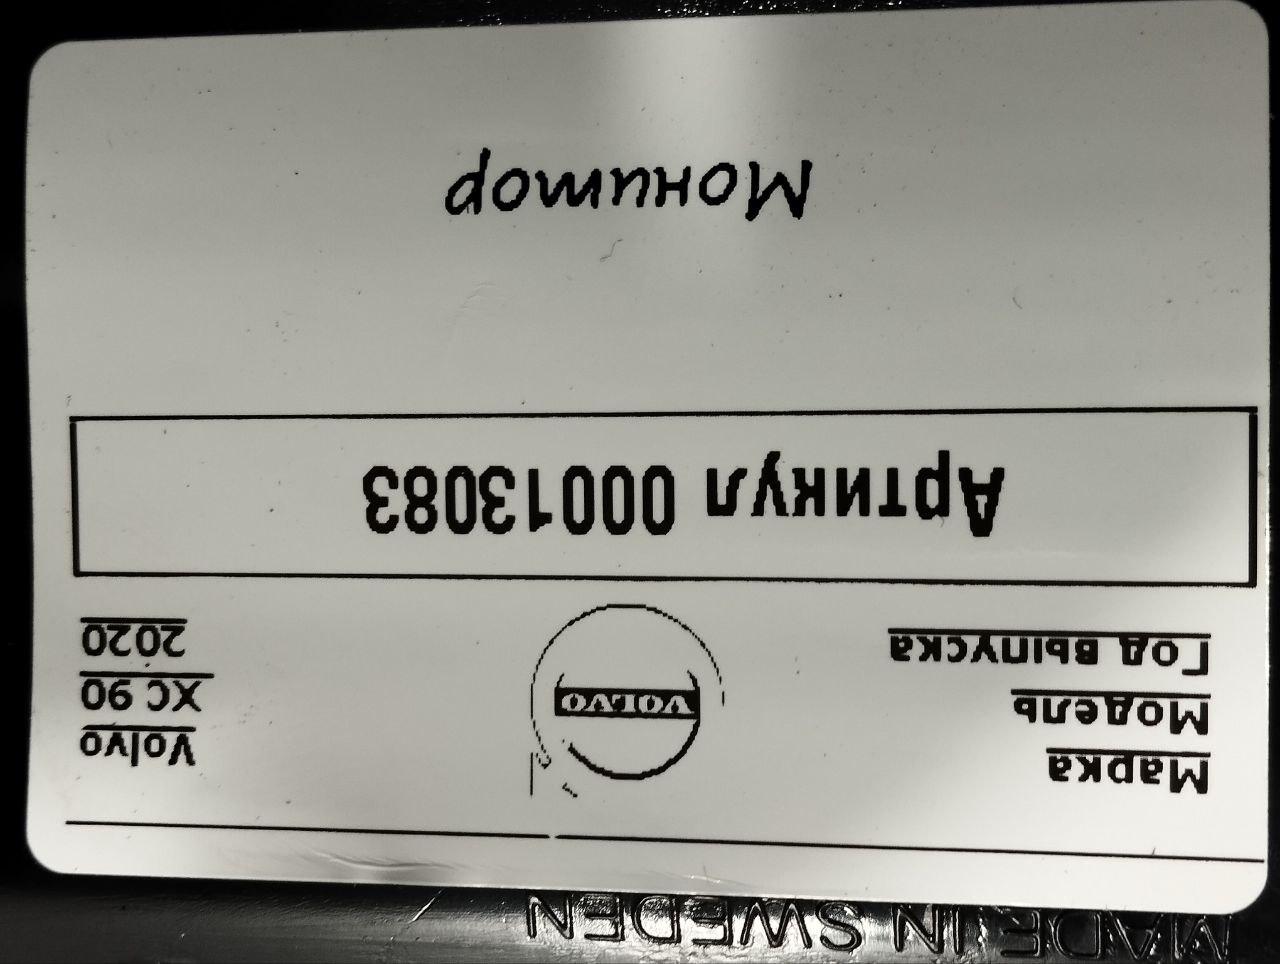 MADE IN SWEDEN
Марка Volvo
Модель XC 90
Год выпуска 2020
VOLVO
Артикул 00013083
Монитор